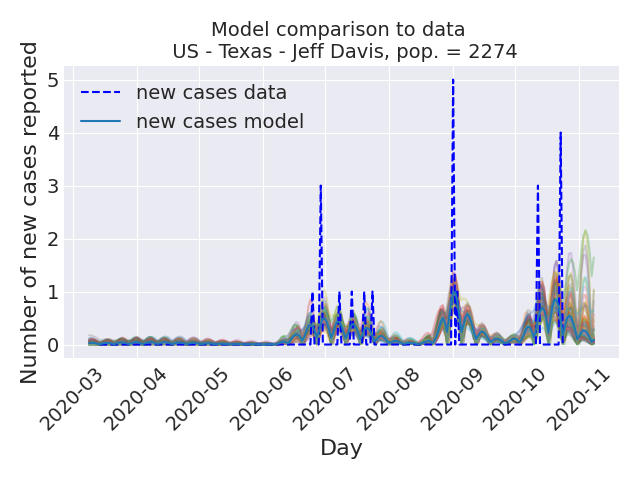 Model comparison to data
US - Texas - Jeff Davis, pop. = 2274
Number of new cases reported
5
4
3
2
1
0
new cases data
new cases model
2020-03
2020-04
2020-05
2020-06
2020-07
2020-08
2020-09
2020-10
2020-11
Day